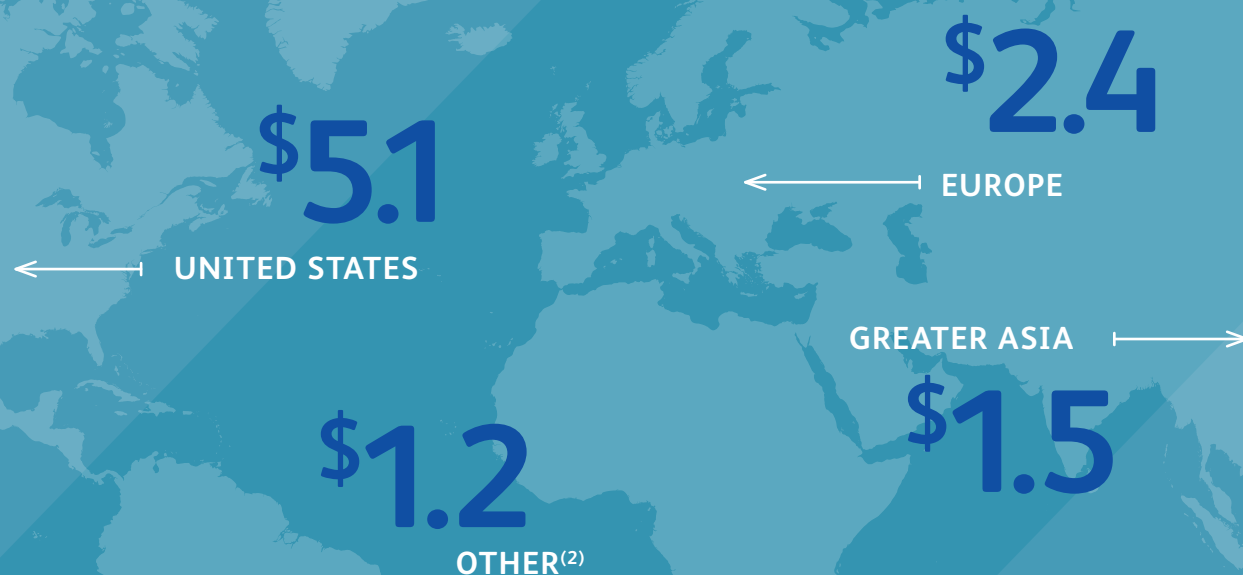 $5.1
UNITED STATES
$2.4
EUROPE
GREATER ASIA
$1.5
$1.2
OTHER(2)